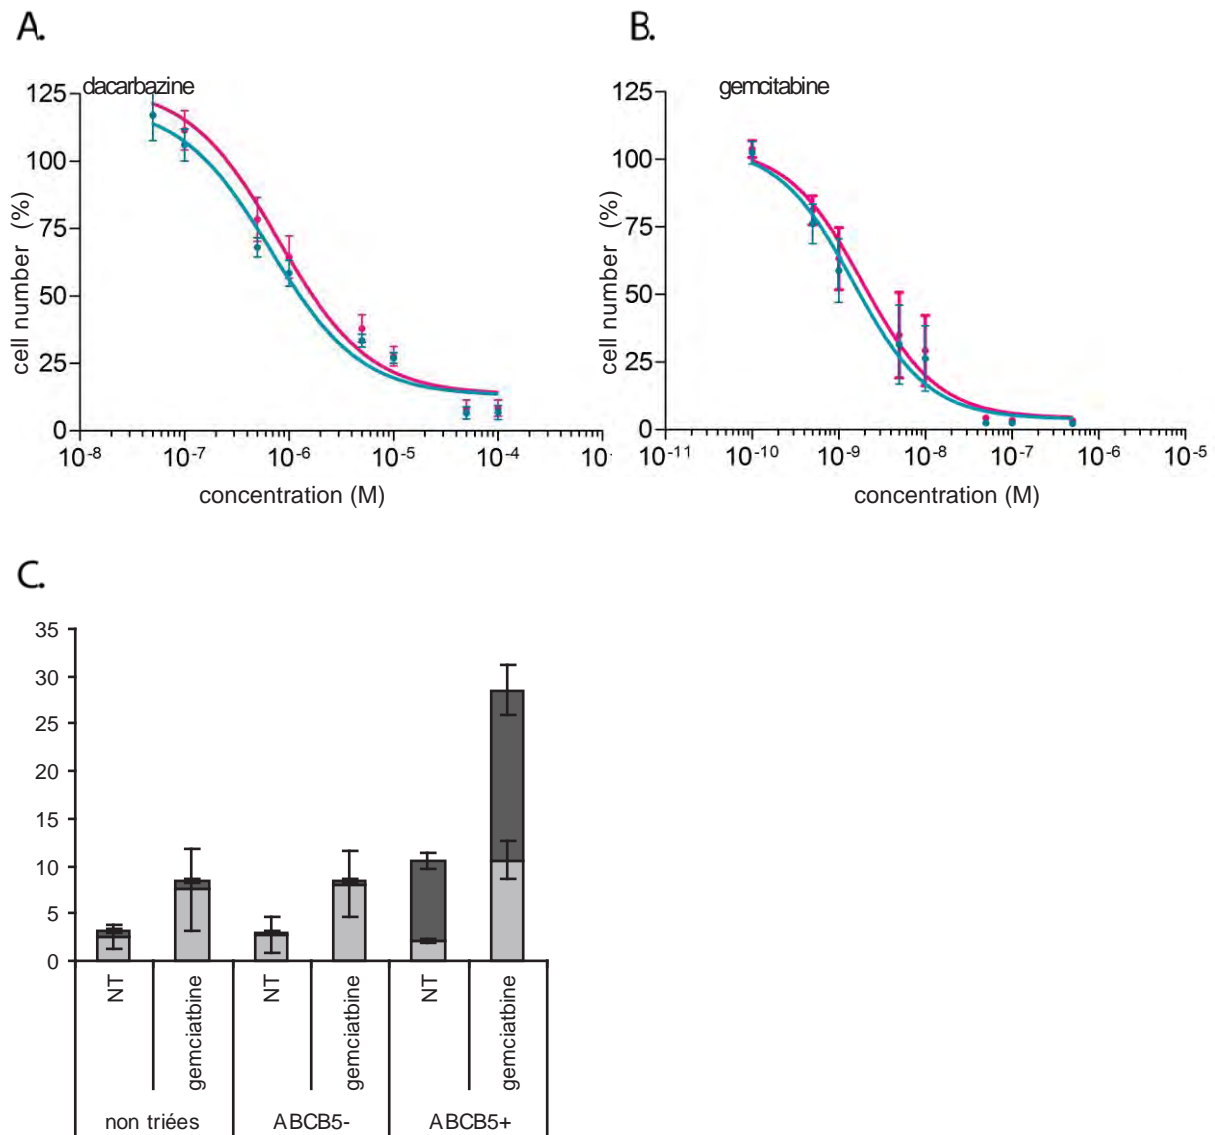 A.
dacarbazine
125
100
75
50
25
0
cell number (%)
10-8
10-7
10-6
10-5
10-4
10-
concentration (M)
B.
gemcitabine
125
100
75
50
25
0
cell number (%)
10-11
10-10
10-9
10-8
10-7
10-6
10-5
concentration (M)
C.
35
30
25
20
15
10
5
0
NT
gemciatbine
NT
gemciatbine
NT
gemciatbine
non triées
ABCB5-
ABCB5+